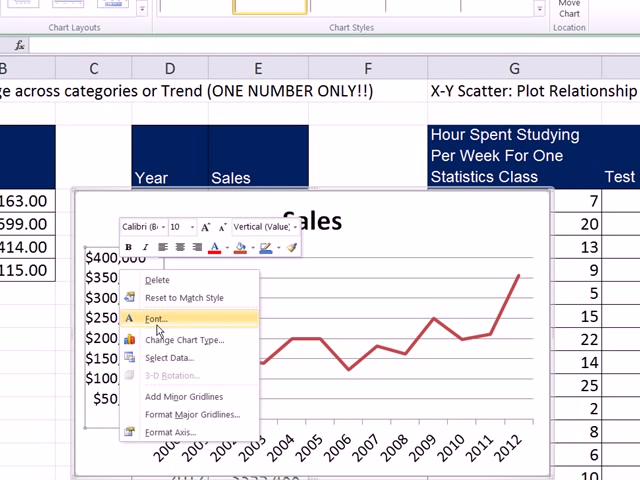 Move
Chart
Chart Layouts
Chart Styles
Location
fx
B
C
D
E
F
G
ge across categories or Trend (ONE NUMBER ONLY!!)
X-Y Scatter: Plot Relationship
Year
Sales
Hour Spent Studying
Per Week For One
Statistics Class
Test
163.00
599.00
414.00
115.00
7
20
13
9
5
15
22
14
25
2
8
6
Sales
Calibri (B
10
A
A
Vertical (Value)
B
I
A
$400,000
$350,
$300,
$250,
$200,
$150,
$100,
$50,
Delete
Reset to Match Style
A
Font...
Change Chart Type...
Select Data...
3-D Rotation...
Add Minor Gridlines
Format Major Gridlines...
Format Axis...
2000
2001
2002
2003
2004
2005
2006
2007
2008
2009
2010
2011
2012